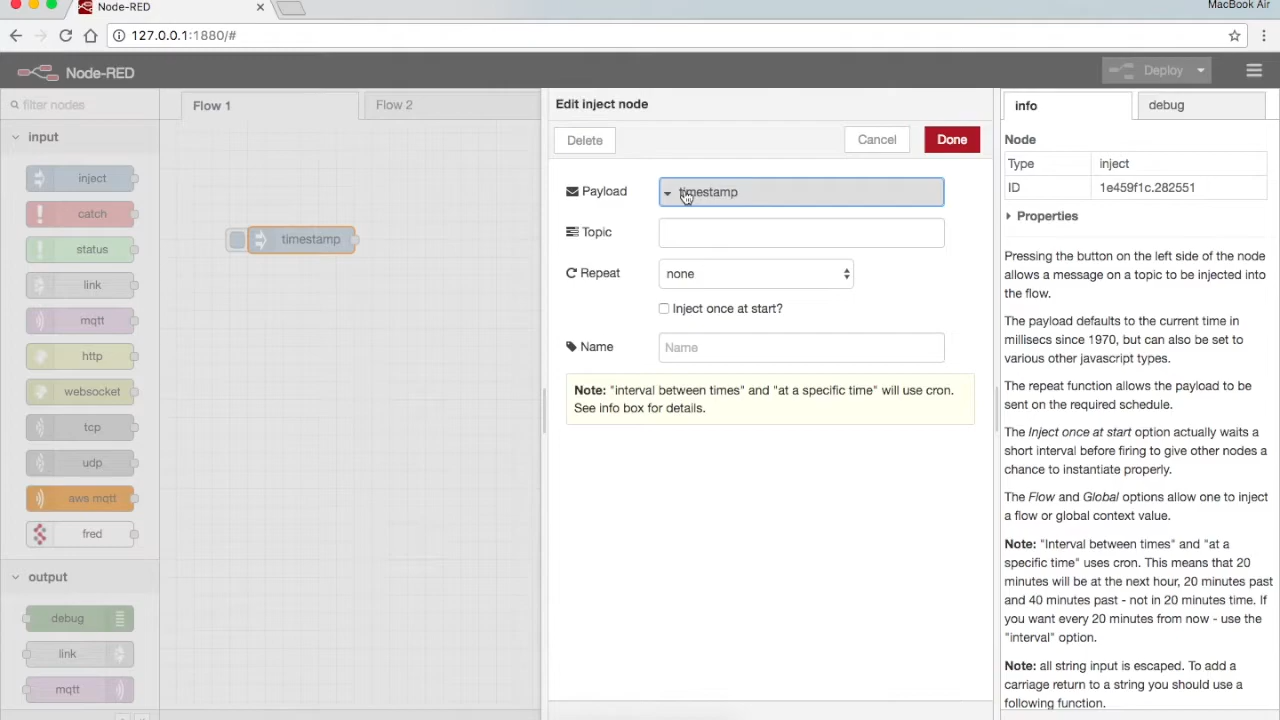 MacBook Air
Node-RED
127.0.0.1:1880/#
Node-RED
Deploy
filter nodes
input
inject
catch
status
link
mqtt
http
websocket
tcp
udp
aws mqtt
fred
output
debug
link
mqtt
Flow 1
Flow 2
timestamp
Edit inject node
Delete
Cancel
Done
Payload
timestamp
Topic
Repeat
none
Inject once at start?
Name
Name
Note: "interval between times" and "at a specific time" will use cron.
See info box for details.
info
debug
Node
Type
inject
ID
1e459f1c.282551
Properties
Pressing the button on the left side of the node
allows a message on a topic to be injected into
the flow.
The payload defaults to the current time in
millisecs since 1970, but can also be set to
various other javascript types.
The repeat function allows the payload to be
sent on the required schedule.
The Inject once at start option actually waits a
short interval before firing to give other nodes a
chance to instantiate properly.
The Flow and Global options allow one to inject
a flow or global context value.
Note: "Interval between times" and "at a
specific time" uses cron. This means that 20
minutes will be at the next hour, 20 minutes past
and 40 minutes past - not in 20 minutes time. If
you want every 20 minutes from now - use the
"interval" option.
Note: all string input is escaped. To add a
carriage return to a string you should use a
following function.